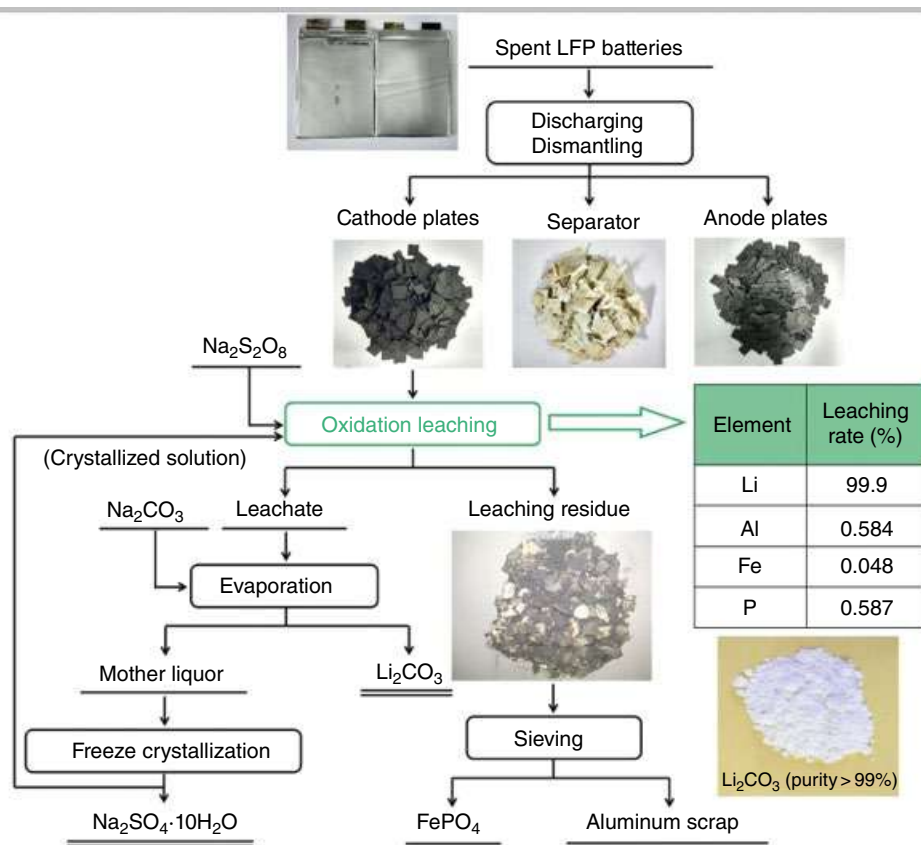 Spent LFP batteries
Discharging
Dismantling
Cathode plates
Separator
Anode plates
Na₂S₂O₈
Oxidation leaching
(Crystallized solution)
Element
Leaching
rate (%)
Li
99.9
Al
0.584
Fe
0.048
P
0.587
Na₂CO₃
Leachate
Leaching residue
Evaporation
Mother liquor
Li₂CO₃
Freeze crystallization
Sieving
Li₂CO₃ (purity > 99%)
Na₂SO₄·10H₂O
FePO₄
Aluminum scrap